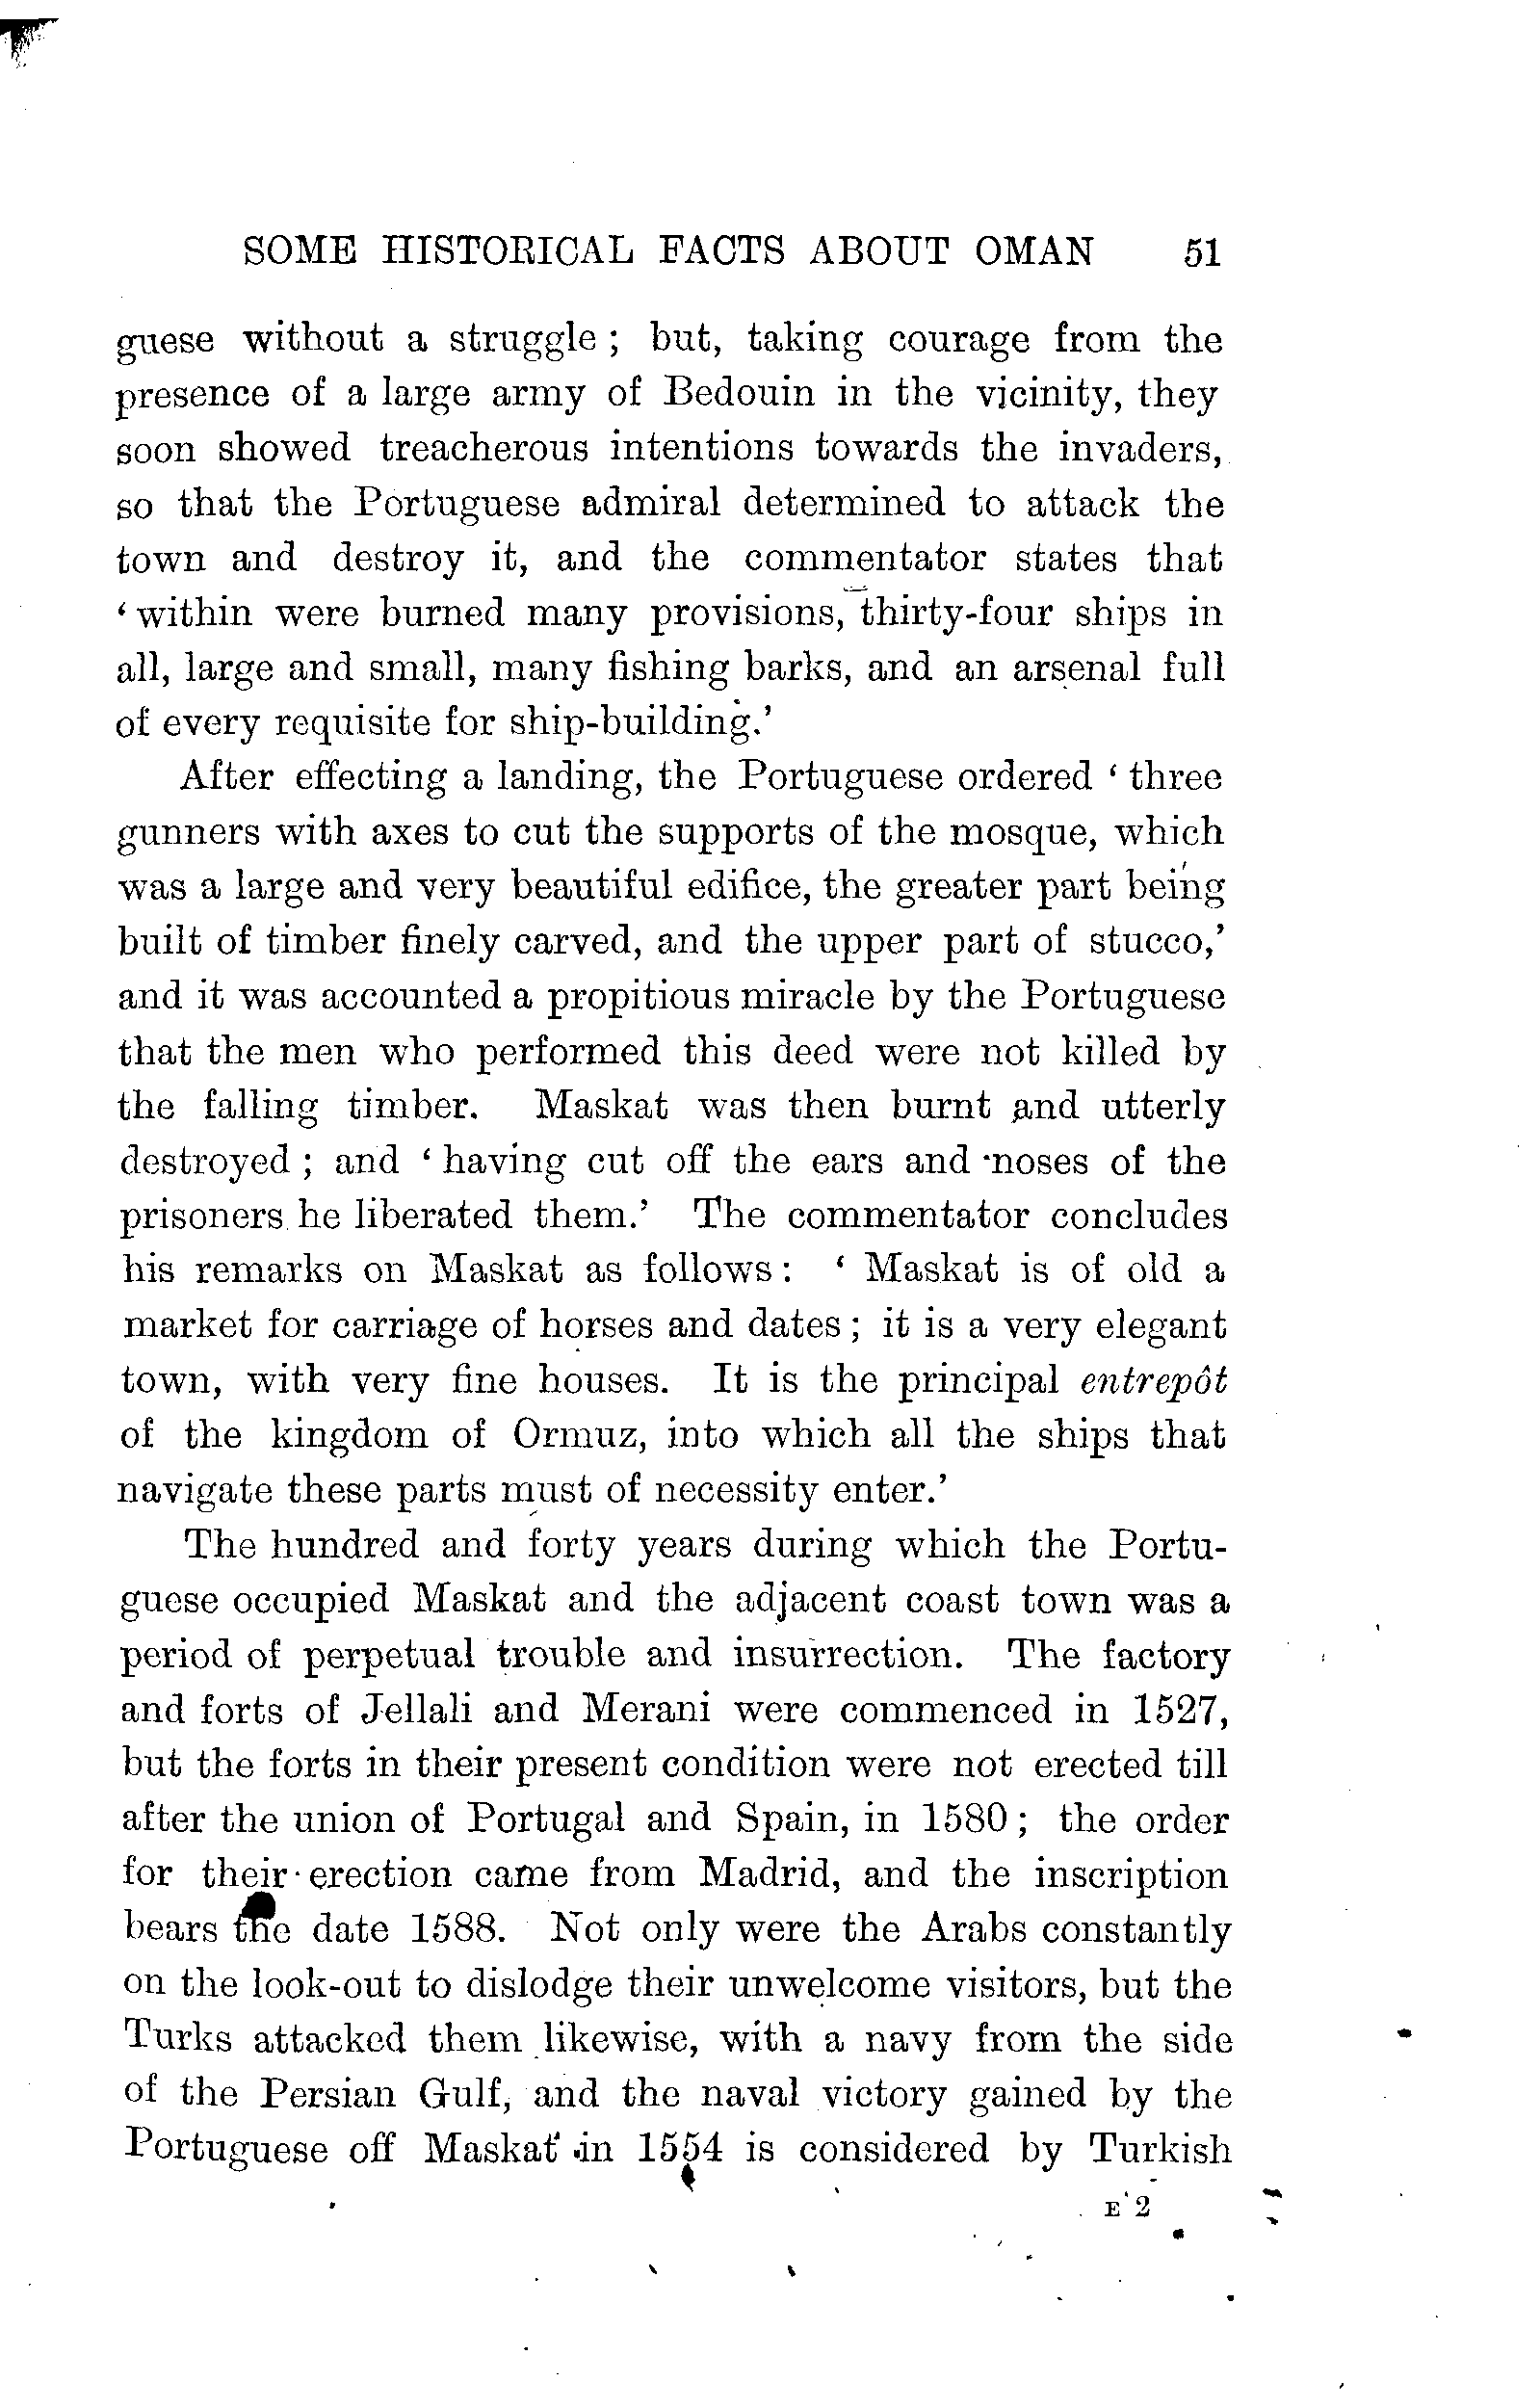 SOME HISTORICAL FACTS ABOUT OMAN 51
guese without a struggle ; but, taking courage from the
presence of a large army of Bedouin in the vicinity, they
soon showed treacherous intentions towards the invaders,
so that the Portuguese admiral determined to attack the
town and destroy it, and the commentator states that
‘ within were burned many provisions, thirty-four ships in
all, large and small, many fishing barks, and an arsenal full
of every requisite for ship-building.’
After effecting a landing, the Portuguese ordered ‘ three
gunners with axes to cut the supports of the mosque, which
was a large and very beautiful edifice, the greater part being
built of timber finely carved, and the upper part of stucco,’
and it was accounted a propitious miracle by the Portuguese
that the men who performed this deed were not killed by
the falling timber. Maskat was then burnt and utterly
destroyed ; and ‘ having cut off the ears and noses of the
prisoners he liberated them.’ The commentator concludes
his remarks on Maskat as follows : ‘ Maskat is of old a
market for carriage of horses and dates ; it is a very elegant
town, with very fine houses. It is the principal entrepôt
of the kingdom of Ormuz, into which all the ships that
navigate these parts must of necessity enter.’
The hundred and forty years during which the Portu-
guese occupied Maskat and the adjacent coast town was a
period of perpetual trouble and insurrection. The factory
and forts of Jellali and Merani were commenced in 1527,
but the forts in their present condition were not erected till
after the union of Portugal and Spain, in 1580 ; the order
for their erection came from Madrid, and the inscription
bears the date 1588. Not only were the Arabs constantly
on the look-out to dislodge their unwelcome visitors, but the
Turks attacked them likewise, with a navy from the side
of the Persian Gulf, and the naval victory gained by the
Portuguese off Maskat in 1554 is considered by Turkish
E 2